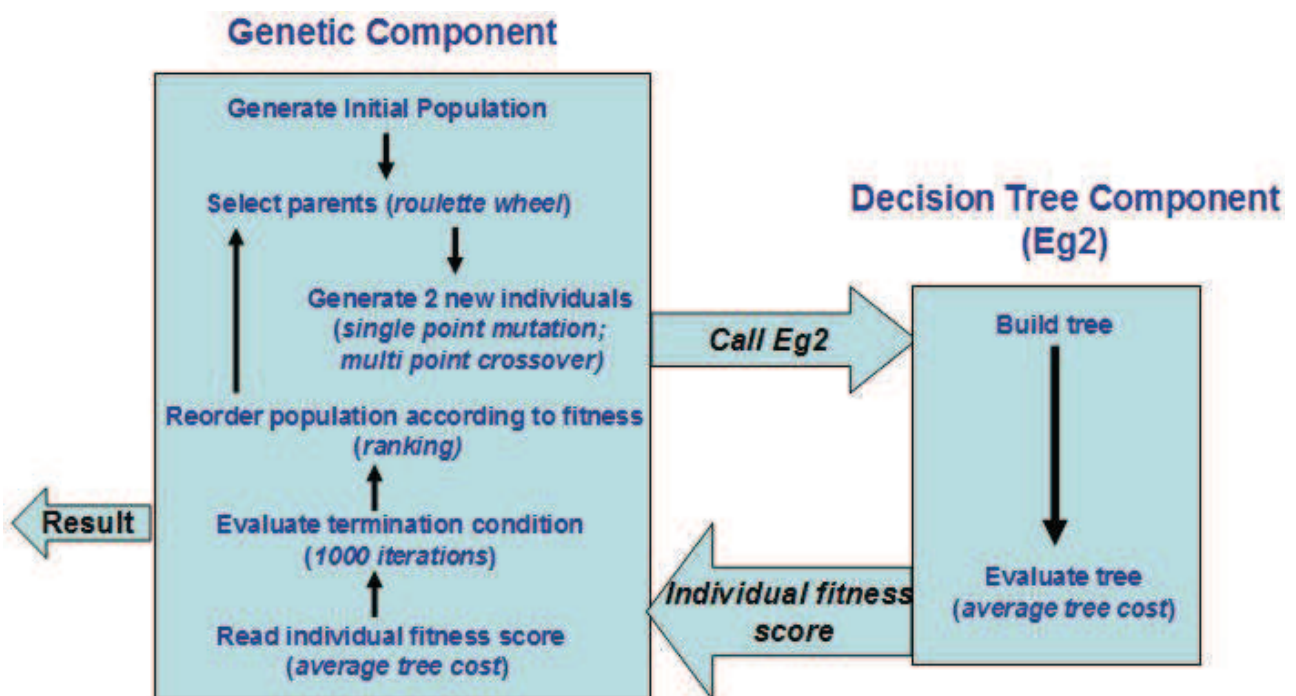 Genetic Component
Generate Initial Population
Select parents (roulette wheel)
Generate 2 new individuals
(single point mutation;
multi point crossover)
Reorder population according to fitness
(ranking)
Evaluate termination condition
(1000 iterations)
Read individual fitness score
(average tree cost)
Result
Call Eg2
Individual fitness
score
Decision Tree Component
(Eg2)
Build tree
Evaluate tree
(average tree cost)